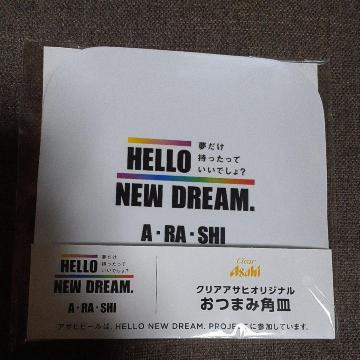 HELLO
夢だけ
持ったって
いいでしょ?
NEW DREAM.
A・RA・SHI
HELLO
夢だけ
持ったって
いいでしょ?
NEW DREAM.
A・RA・SHI
Clear
Asahi
クリアアサヒオリジナル
おつまみ角皿
アサヒビールは、HELLO NEW DREAM. PROJECTに参加しています。